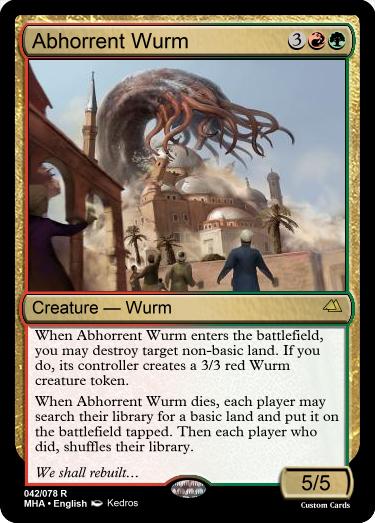 Abhorrent Wurm 3
Creature — Wurm
When Abhorrent Wurm enters the battlefield,
you may destroy target non-basic land. If you
do, its controller creates a 3/3 red Wurm
creature token.
When Abhorrent Wurm dies, each player may
search their library for a basic land and put it on
the battlefield tapped. Then each player who
did, shuffles their library.
We shall rebuilt…
5/5
042/078 R
MHA • English Kedros
Custom Cards